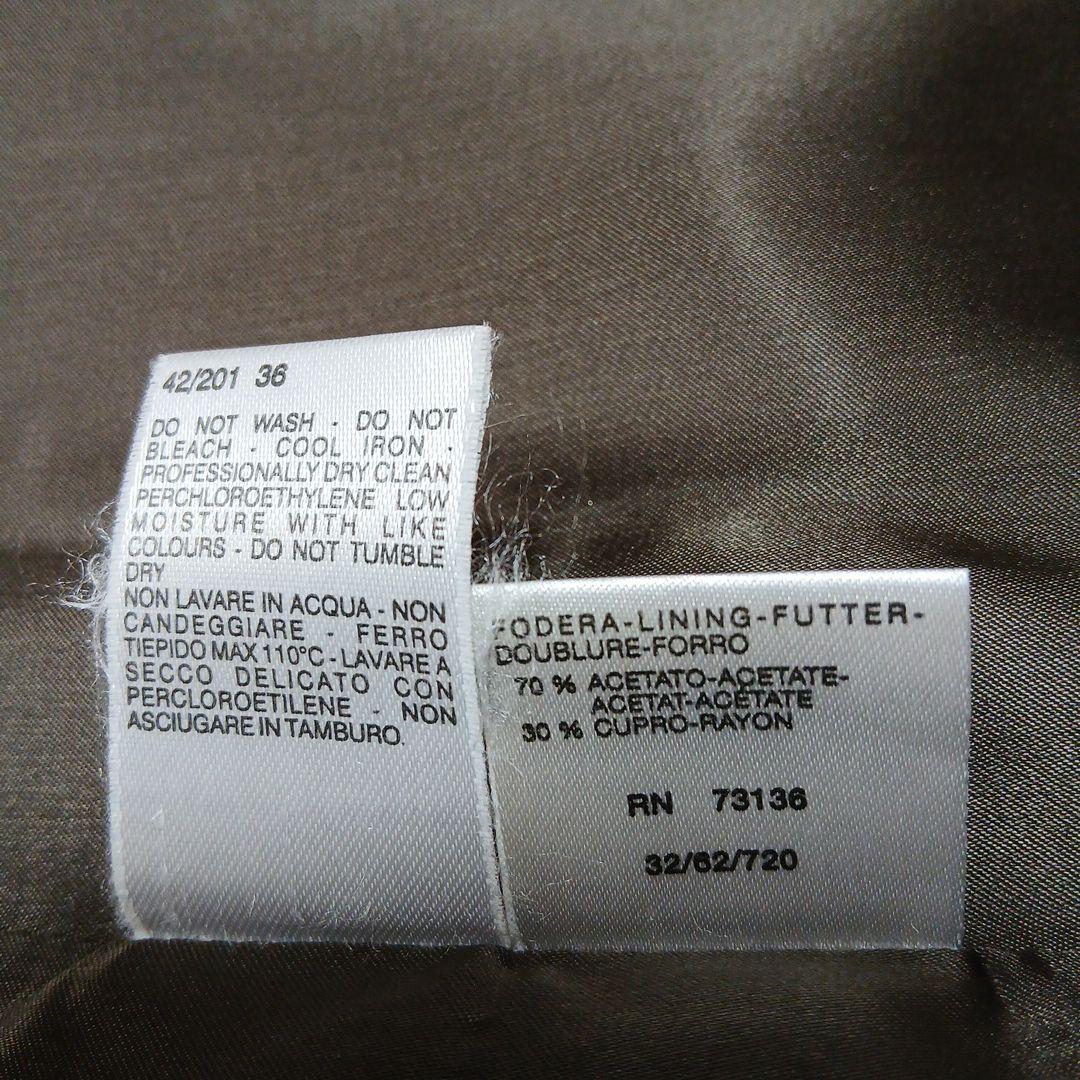 42/201 36
DO NOT WASH - DO NOT
BLEACH - COOL IRON -
PROFESSIONALLY DRY CLEAN
PERCHLOROETHYLENE LOW
MOISTURE WITH LIKE
COLOURS - DO NOT TUMBLE
DRY
NON LAVARE IN ACQUA - NON
CANDEGGIARE - FERRO
TIEPIDO MAX 110°C - LAVARE A
SECCO DELICATO CON
PERCLOROETILENE - NON
ASCIUGARE IN TAMBURO.
FODERA-LINING-FUTTER-
DOUBLURE-FORRO
70 % ACETATO-ACETATE-
ACETAT-ACÉTATE
30 % CUPRO-RAYON
RN 73136
32/62/720